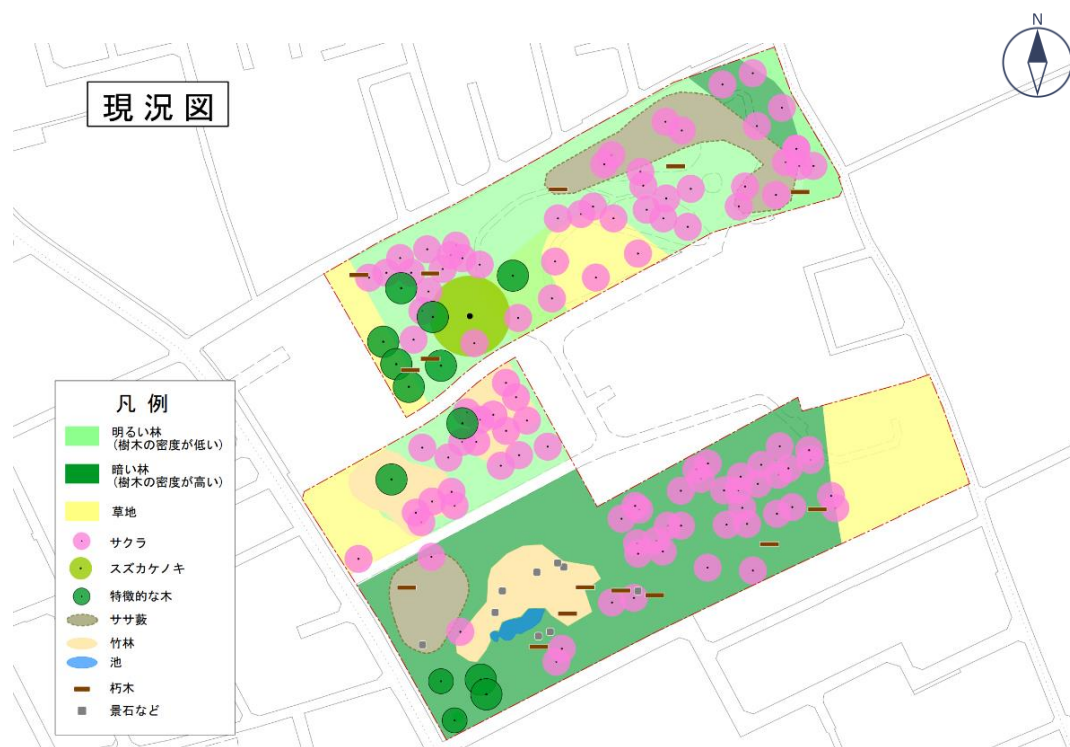 N
現況図
凡例
明るい林
(樹木の密度が低い)
暗い林
(樹木の密度が高い)
草地
サクラ
スズカケノキ
特徴的な木
ササ藪
竹林
池
朽木
景石など